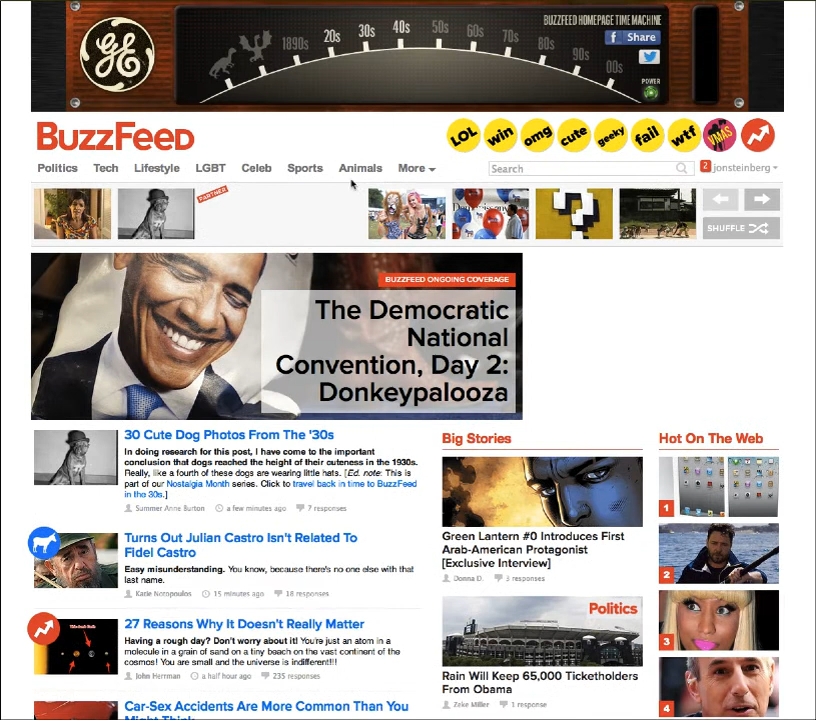 GE
BUZZFEED HOMEPAGE TIME MACHINE
1890s 20s 30s 40s 50s 60s 70s 80s 90s 00s
f Share
POWER
BuzzFeed
LOL win omg cute geeky fail wtf VMAS
Politics Tech Lifestyle LGBT Celeb Sports Animals More
Search
2 jonsteinberg
PARTNER
SHUFFLE
BUZZFEED ONGOING COVERAGE
The Democratic
National
Convention, Day 2:
Donkeypalooza
30 Cute Dog Photos From The '30s
In doing research for this post, I have come to the important
conclusion that dogs reached the height of their cuteness in the 1930s.
Really, like a fourth of these dogs are wearing little hats. [Ed. note: This is
part of our Nostalgia Month series. Click to travel back in time to BuzzFeed
in the 30s.]
Summer Anne Burton a few minutes ago 7 responses
Turns Out Julian Castro Isn't Related To
Fidel Castro
Easy misunderstanding. You know, because there's no one else with that
last name.
Katie Notopoulos 15 minutes ago 18 responses
27 Reasons Why It Doesn't Really Matter
Having a rough day? Don't worry about it! You're just an atom in a
molecule in a grain of sand on a tiny beach on the vast continent of the
cosmos! You are small and the universe is indifferent!!!
John Herrman a half hour ago 235 responses
Car-Sex Accidents Are More Common Than You
Might Think
Big Stories
Green Lantern #0 Introduces First
Arab-American Protagonist
[Exclusive Interview]
Donna D. 3 responses
Politics
Rain Will Keep 65,000 Ticketholders
From Obama
Zeke Miller 1 response
Hot On The Web
1
2
3
4